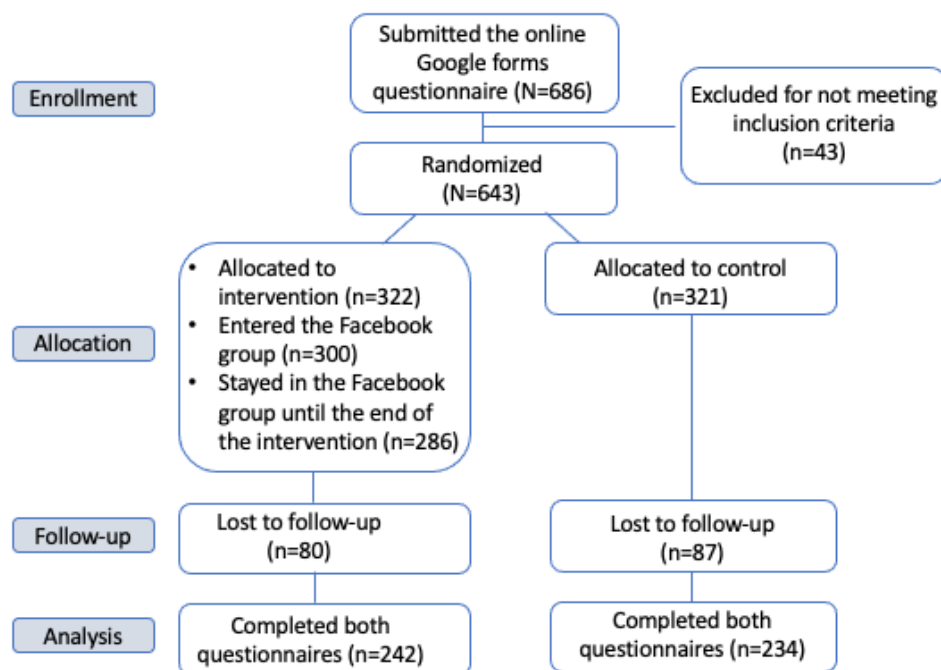 Submitted the online
Google forms
questionnaire (N=686)
Enrollment
Excluded for not meeting
inclusion criteria
(n=43)
Randomized
(N=643)
• Allocated to
intervention (n=322)
• Entered the Facebook
group (n=300)
• Stayed in the Facebook
group until the end of
the intervention (n=286)
Allocated to control
(n=321)
Allocation
Follow-up
Lost to follow-up
(n=80)
Lost to follow-up
(n=87)
Analysis
Completed both
questionnaires (n=242)
Completed both
questionnaires (n=234)